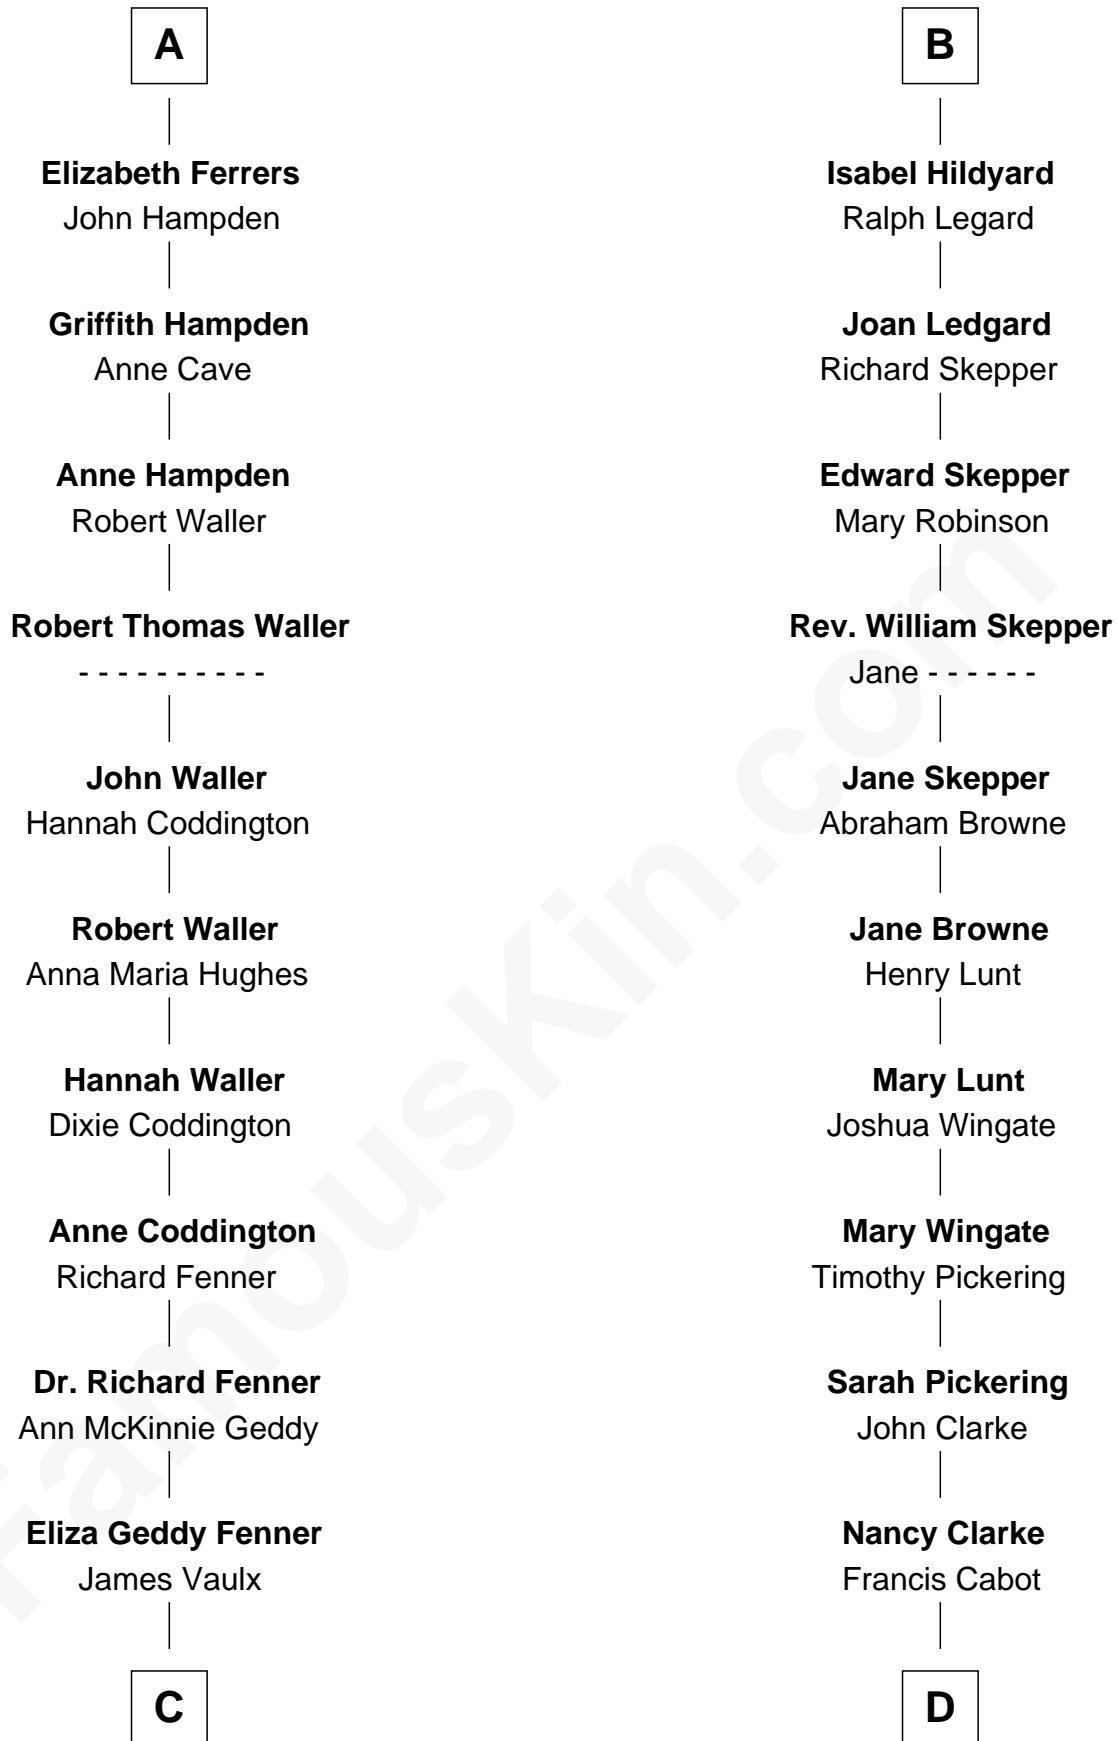 A
Elizabeth Ferrers
John Hampden
Griffith Hampden
Anne Cave
Anne Hampden
Robert Waller
Robert Thomas Waller
- - - - - - - - - -
John Waller
Hannah Coddington
Robert Waller
Anna Maria Hughes
Hannah Waller
Dixie Coddington
Anne Coddington
Richard Fenner
Dr. Richard Fenner
Ann McKinnie Geddy
Eliza Geddy Fenner
James Vaulx
C
B
Isabel Hildyard
Ralph Legard
Joan Ledgard
Richard Skepper
Edward Skepper
Mary Robinson
Rev. William Skepper
Jane - - - - - -
Jane Skepper
Abraham Browne
Jane Browne
Henry Lunt
Mary Lunt
Joshua Wingate
Mary Wingate
Timothy Pickering
Sarah Pickering
John Clarke
Nancy Clarke
Francis Cabot
D
FamousKin.com